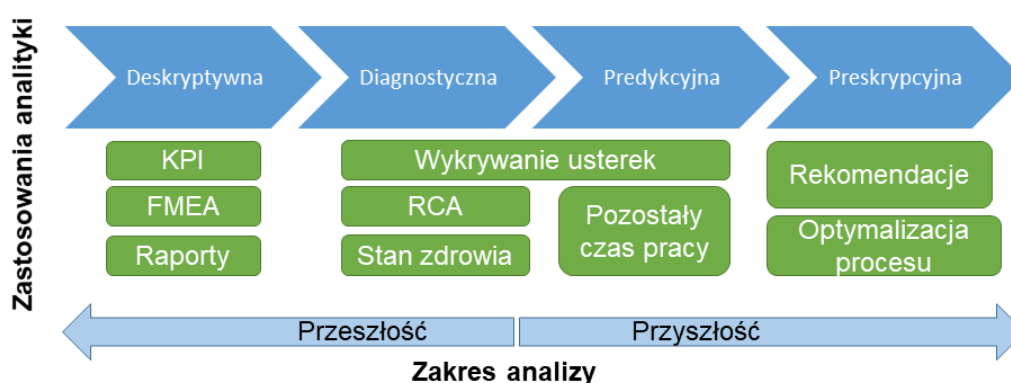 Zastosowania analityki
Deskryptywna
Diagnostyczna
Predykcyjna
Preskrypcyjna
KPI
FMEA
Raporty
Wykrywanie usterek
RCA
Stan zdrowia
Pozostały
czas pracy
Rekomendacje
Optymalizacja
procesu
Przeszłość
Przyszłość
Zakres analizy